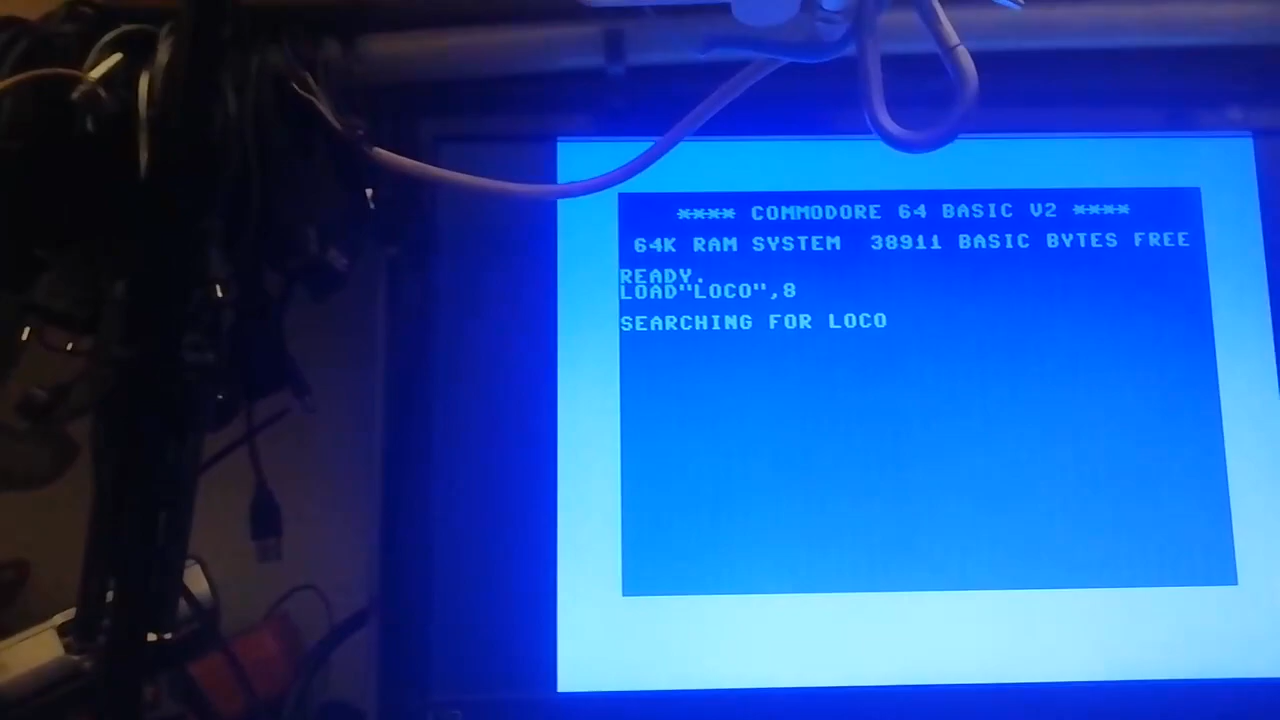 **** COMMODORE 64 BASIC V2 ****
64K RAM SYSTEM  38911 BASIC BYTES FREE
READY.
LOAD"LOCO",8
SEARCHING FOR LOCO